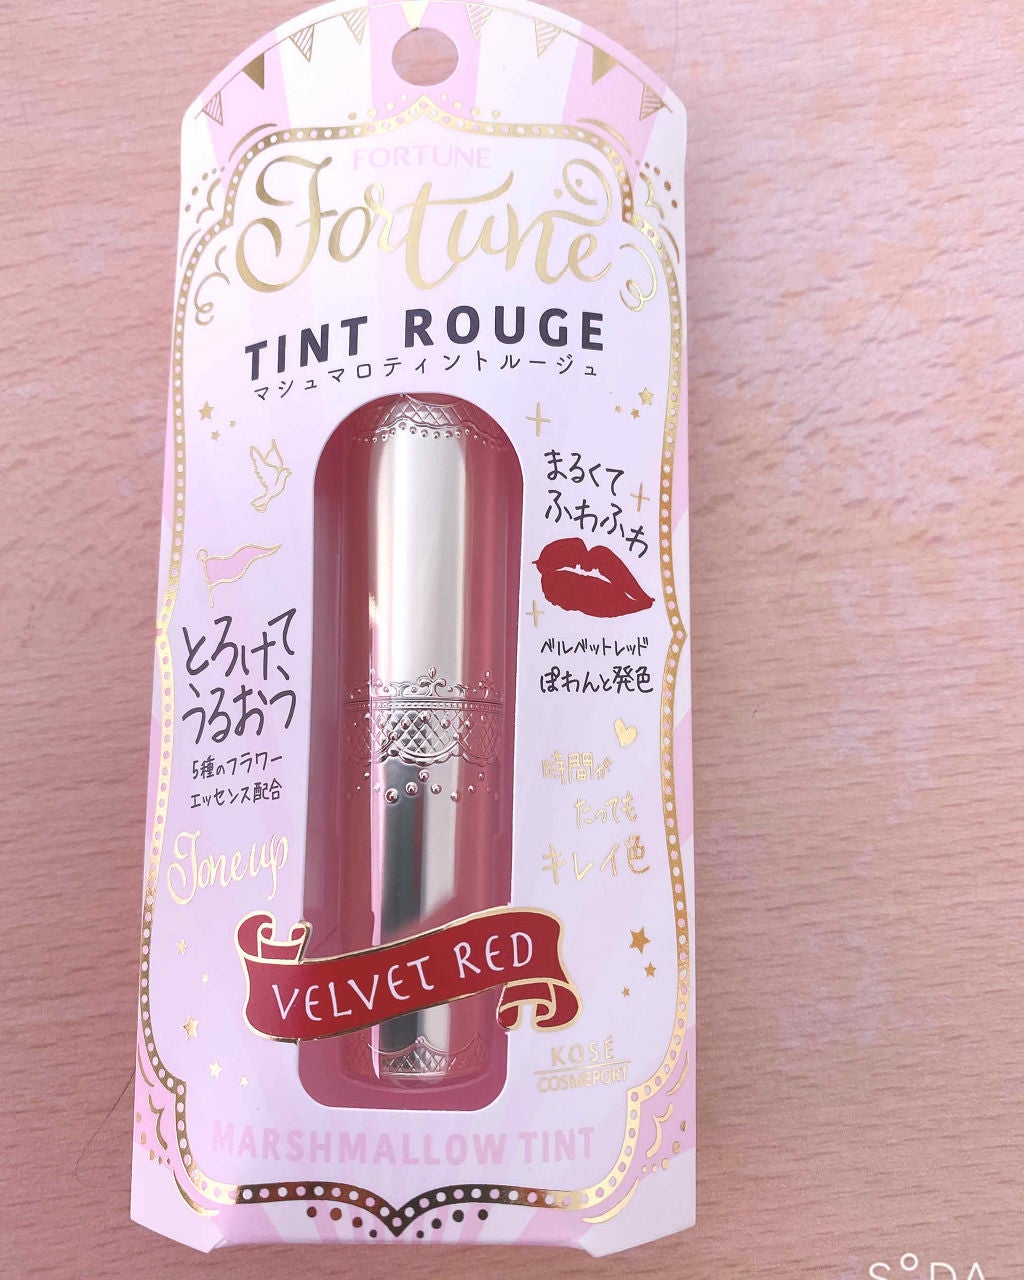 FORTUNE
Fortune
TINT ROUGE
マシュマロティントルージュ
まるくて
ふわふわ
とろけて、
うるおう
5種のフラワー
エッセンス配合
Tone up
ベルベットレッド
ぽわんと発色
時間が
たっても
キレイ色
VELVET RED
KOSÉ
COSMEPORT
MARSHMALLOW TINT
SODA